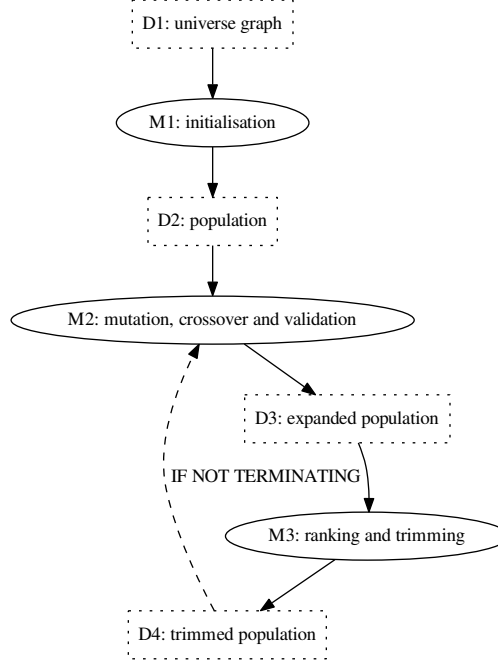 D1: universe graph
M1: initialisation
D2: population
M2: mutation, crossover and validation
D3: expanded population
IF NOT TERMINATING
M3: ranking and trimming
D4: trimmed population